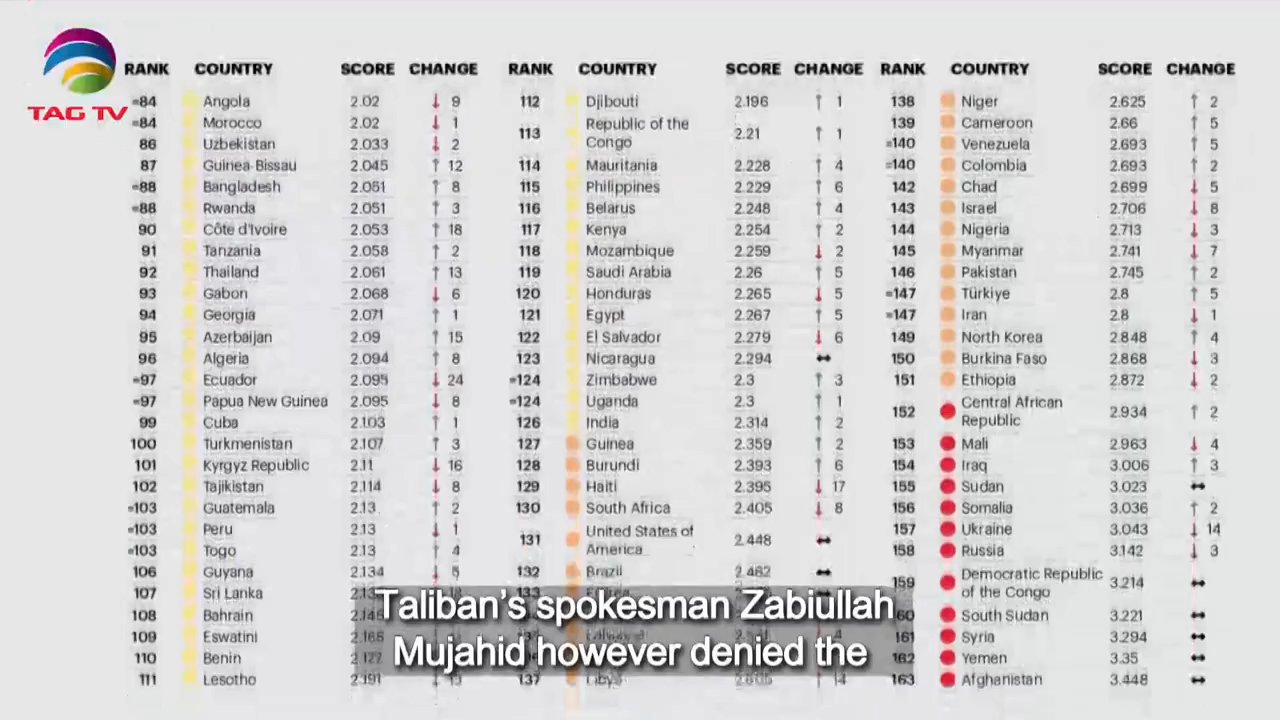 TAG TV
RANK COUNTRY SCORE CHANGE
=84 Angola 2.02 ↓ 9
=84 Morocco 2.02 ↓ 1
86 Uzbekistan 2.033 ↓ 2
87 Guinea-Bissau 2.045 ↑ 12
=88 Bangladesh 2.051 ↑ 8
=88 Rwanda 2.051 ↑ 3
90 Côte d'Ivoire 2.053 ↑ 18
91 Tanzania 2.058 ↑ 2
92 Thailand 2.061 ↑ 13
93 Gabon 2.068 ↓ 6
94 Georgia 2.071 ↑ 1
95 Azerbaijan 2.09 ↑ 15
96 Algeria 2.094 ↑ 8
=97 Ecuador 2.095 ↓ 24
=97 Papua New Guinea 2.095 ↓ 8
99 Cuba 2.103 ↑ 1
100 Turkmenistan 2.107 ↑ 3
101 Kyrgyz Republic 2.11 ↓ 16
102 Tajikistan 2.114 ↓ 8
=103 Guatemala 2.13 ↑ 2
=103 Peru 2.13 ↓ 1
=103 Togo 2.13 ↑ 4
106 Guyana 2.134 ↓ 5
107 Sri Lanka
108 Bahrain
109 Eswatini 2.168
110 Benin 2.177
111 Lesotho 2.191 ↓ 13
RANK COUNTRY SCORE CHANGE
112 Djibouti 2.196 ↑ 1
113 Republic of the
Congo 2.21 ↑ 1
114 Mauritania 2.228 ↑ 4
115 Philippines 2.229 ↑ 6
116 Belarus 2.248 ↑ 4
117 Kenya 2.254 ↑ 2
118 Mozambique 2.259 ↓ 2
119 Saudi Arabia 2.26 ↑ 5
120 Honduras 2.265 ↓ 5
121 Egypt 2.267 ↑ 5
122 El Salvador 2.279 ↓ 6
123 Nicaragua 2.294 ↔
=124 Zimbabwe 2.3 ↑ 3
=124 Uganda 2.3 ↑ 1
126 India 2.314 ↑ 2
127 Guinea 2.359 ↑ 2
128 Burundi 2.393 ↑ 6
129 Haiti 2.395 ↓ 17
130 South Africa 2.405 ↓ 8
131 United States of
America 2.448 ↔
132 Brazil 2.462 ↔
133
137 Libya 2.605 ↑ 14
RANK COUNTRY SCORE CHANGE
138 Niger 2.625 ↑ 2
139 Cameroon 2.66 ↑ 5
=140 Venezuela 2.693 ↑ 5
=140 Colombia 2.693 ↑ 2
142 Chad 2.699 ↓ 5
143 Israel 2.706 ↓ 8
144 Nigeria 2.713 ↓ 3
145 Myanmar 2.741 ↓ 7
146 Pakistan 2.745 ↑ 2
=147 Türkiye 2.8 ↑ 5
=147 Iran 2.8 ↓ 1
149 North Korea 2.848 ↑ 4
150 Burkina Faso 2.868 ↓ 3
151 Ethiopia 2.872 ↓ 2
152 Central African
Republic 2.934 ↑ 2
153 Mali 2.963 ↓ 4
154 Iraq 3.006 ↑ 3
155 Sudan 3.023 ↔
156 Somalia 3.036 ↑ 2
157 Ukraine 3.043 ↓ 14
158 Russia 3.142 ↓ 3
159 Democratic Republic
of the Congo 3.214 ↔
160 South Sudan 3.221 ↔
161 Syria 3.294 ↔
162 Yemen 3.35 ↔
163 Afghanistan 3.448 ↔
Taliban's spokesman Zabiullah
Mujahid however denied the